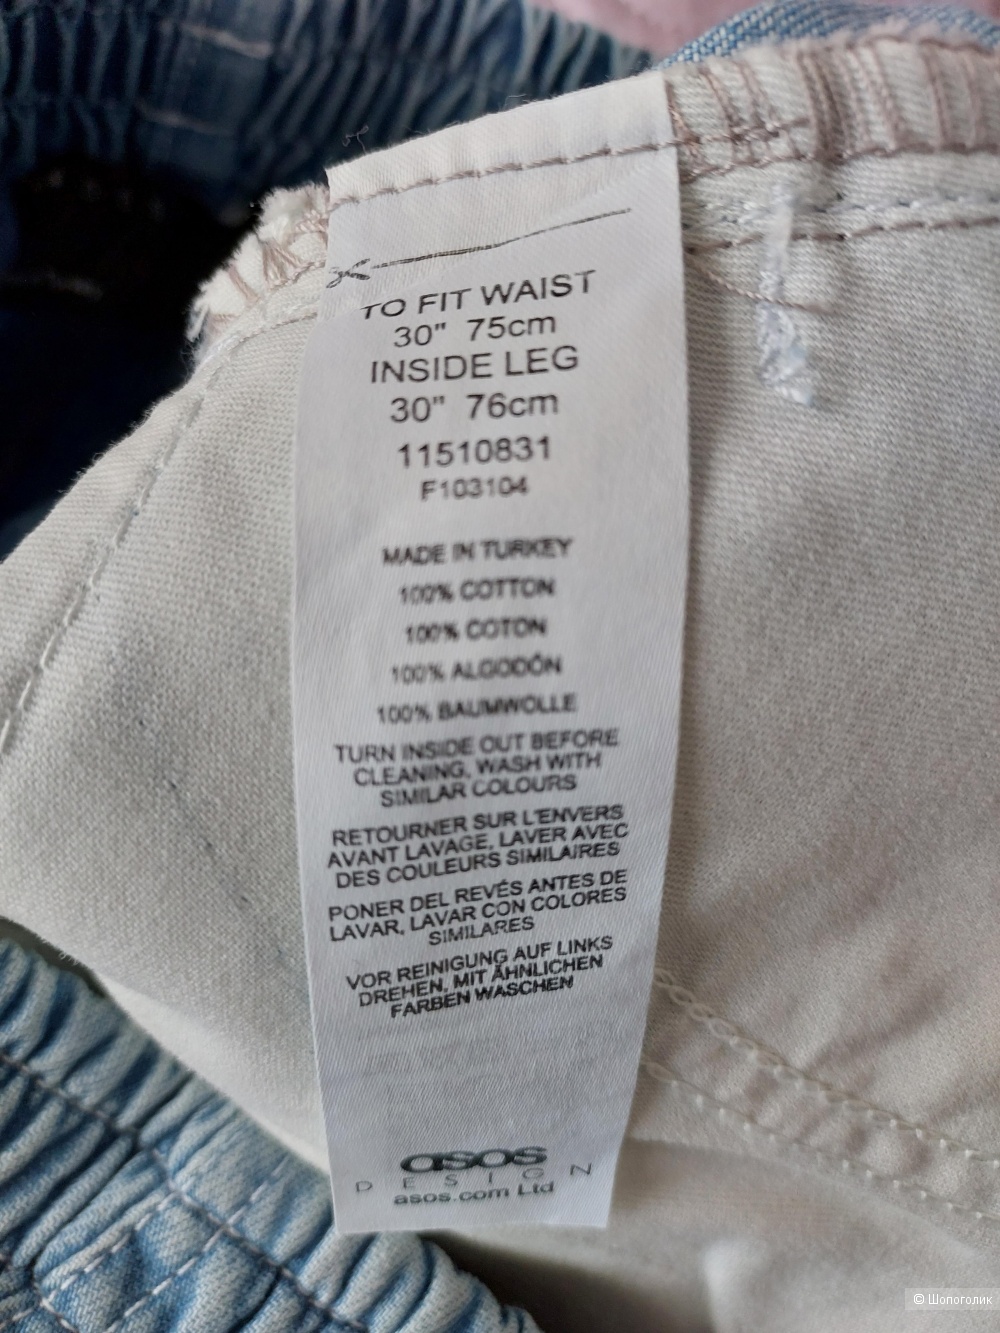 TO FIT WAIST
30" 75cm
INSIDE LEG
30" 76cm
11510831
F103104
MADE IN TURKEY
100% COTTON
100% COTON
100% ALGODÓN
100% BAUMWOLLE
TURN INSIDE OUT BEFORE
CLEANING, WASH WITH
SIMILAR COLOURS
RETOURNER SUR L'ENVERS
AVANT LAVAGE, LAVER AVEC
DES COULEURS SIMILAIRES
PONER DEL REVÉS ANTES DE
LAVAR, LAVAR CON COLORES
SIMILARES
VOR REINIGUNG AUF LINKS
DREHEN, MIT ÄHNLICHEN
FARBEN WASCHEN
asos
DESIGN
asos.com Ltd
© Шопоголик